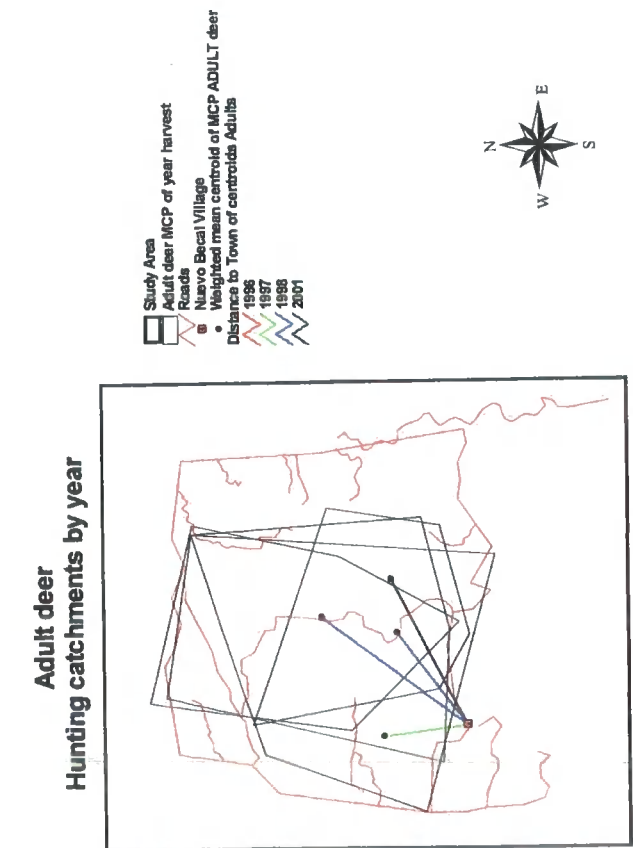 Adult deer
Hunting catchments by year
Study Area
Adult deer MCP of year harvest
Roads
Nuevo Becal Village
Weighted mean centroid of MCP ADULT deer
Distance to Town of centroids Adults
1996
1997
1998
2001
N
E
S
W